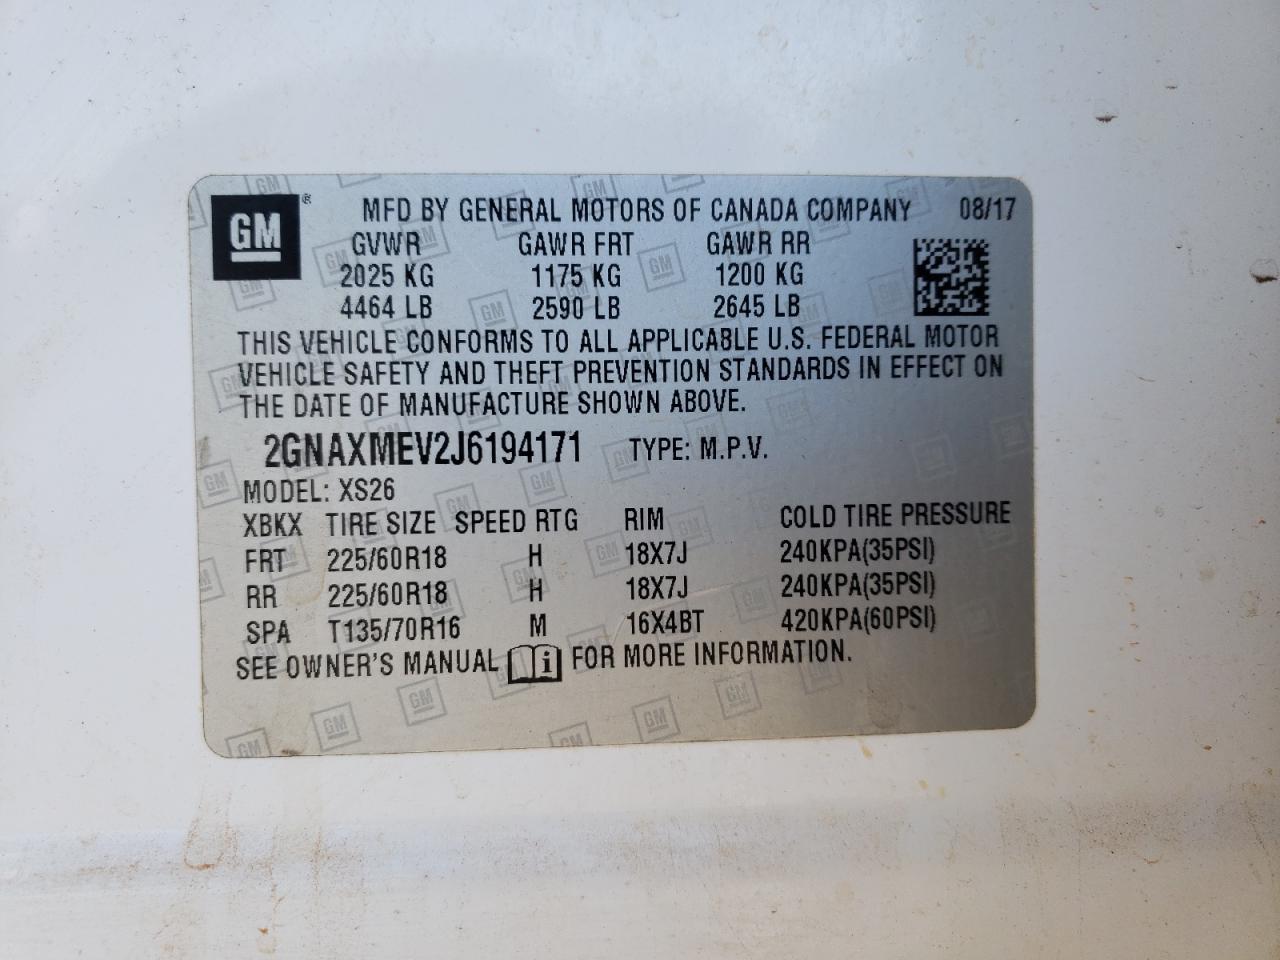 GM ®
MFD BY GENERAL MOTORS OF CANADA COMPANY 08/17
GVWR GAWR FRT GAWR RR
2025 KG 1175 KG 1200 KG
4464 LB 2590 LB 2645 LB
THIS VEHICLE CONFORMS TO ALL APPLICABLE U.S. FEDERAL MOTOR
VEHICLE SAFETY AND THEFT PREVENTION STANDARDS IN EFFECT ON
THE DATE OF MANUFACTURE SHOWN ABOVE.
2GNAXMEV2J6194171 TYPE: M.P.V.
MODEL: XS26
XBKX TIRE SIZE SPEED RTG RIM COLD TIRE PRESSURE
FRT 225/60R18 H 18X7J 240KPA(35PSI)
RR 225/60R18 H 18X7J 240KPA(35PSI)
SPA T135/70R16 M 16X4BT 420KPA(60PSI)
SEE OWNER'S MANUAL i FOR MORE INFORMATION.